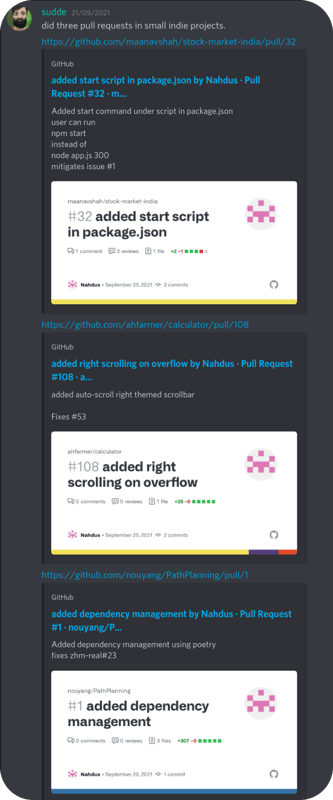 sudde 21/09/2021
did three pull requests in small indie projects.
https://github.com/maanavshah/stock-market-india/pull/32
GitHub
added start script in package.json by Nahdus · Pull
Request #32 · m...
Added start command under script in package.json
user can run
npm start
instead of
node app.js 300
mitigates issue #1
maanavshah/stock-market-india
#32 added start script
in package.json
1 comment 3 reviews 1 file +2 -1
Nahdus • September 20, 2021 3 commits
https://github.com/ahfarmer/calculator/pull/108
GitHub
added right scrolling on overflow by Nahdus · Pull Request
#108 · a...
added auto-scroll right themed scrollbar
Fixes #53
ahfarmer/calculator
#108 added right
scrolling on overflow
0 comments 0 reviews 1 file +28 -0
Nahdus • September 20, 2021 2 commits
https://github.com/nouyang/PathPlanning/pull/1
GitHub
added dependency management by Nahdus · Pull Request
#1 · nouyang/P...
Added dependency management using poetry
fixes zhm-real#23
nouyang/PathPlanning
#1 added dependency
management
0 comments 0 reviews 3 files +307 -0
Nahdus • September 20, 2021 1 commit